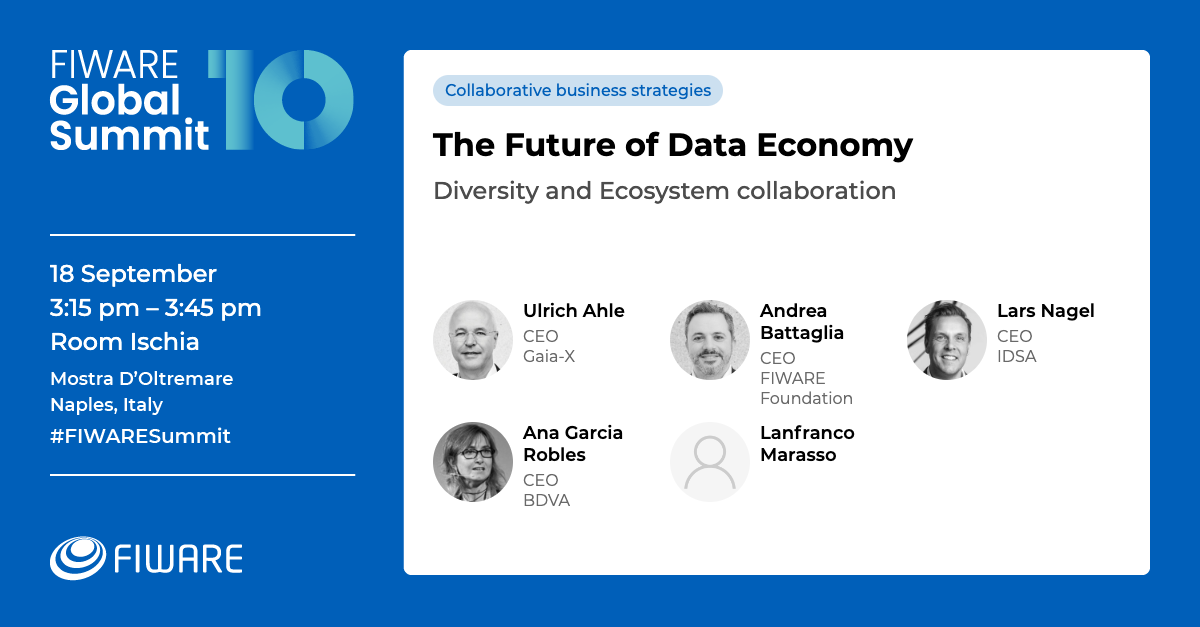 FIWARE
Global
Summit
10
18 September
3:15 pm – 3:45 pm
Room Ischia
Mostra D’Oltremare
Naples, Italy
#FIWARESummit
FIWARE
Collaborative business strategies
The Future of Data Economy
Diversity and Ecosystem collaboration
Ulrich Ahle
CEO
Gaia-X
Andrea
Battaglia
CEO
FIWARE
Foundation
Lars Nagel
CEO
IDSA
Ana Garcia
Robles
CEO
BDVA
Lanfranco
Marasso